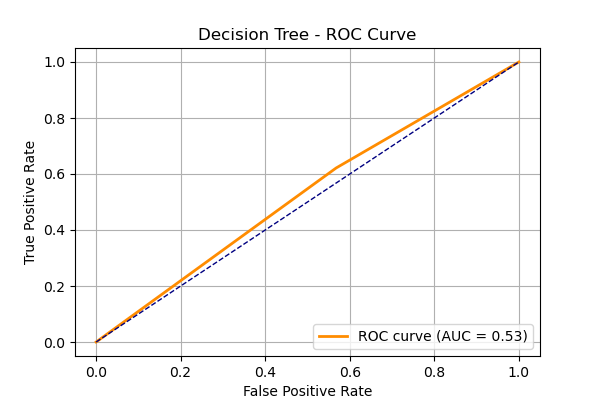 Decision Tree - ROC Curve
1.0
0.8
0.6
0.4
0.2
0.0
True Positive Rate
ROC curve (AUC = 0.53)
0.0 0.2 0.4 0.6 0.8 1.0
False Positive Rate